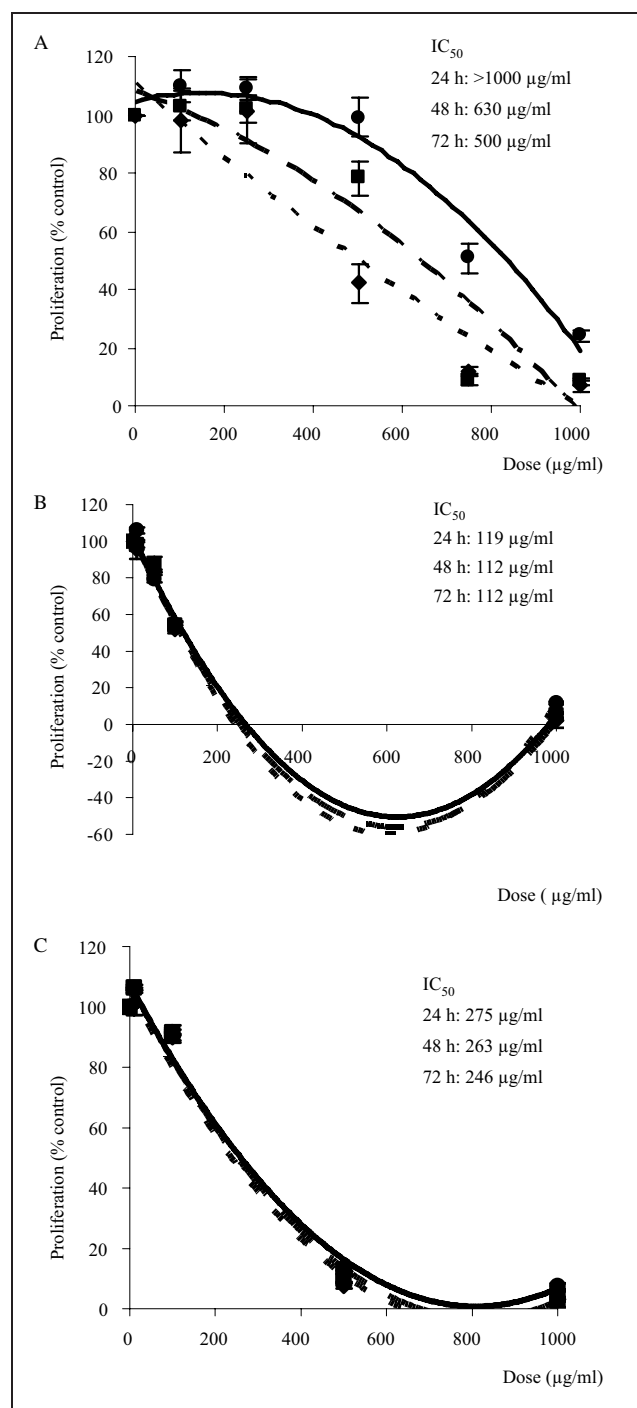 A
IC50
24 h: >1000 µg/ml
48 h: 630 µg/ml
72 h: 500 µg/ml
Proliferation (% control)
120
100
80
60
40
20
0
0 200 400 600 800 1000
Dose (µg/ml)
B
IC50
24 h: 119 µg/ml
48 h: 112 µg/ml
72 h: 112 µg/ml
Proliferation (% control)
120
100
80
60
40
20
0
-20
-40
-60
0 200 400 600 800 1000
Dose ( µg/ml)
C
IC50
24 h: 275 µg/ml
48 h: 263 µg/ml
72 h: 246 µg/ml
Proliferation (% control)
120
100
80
60
40
20
0
0 200 400 600 800 1000
Dose (µg/ml)